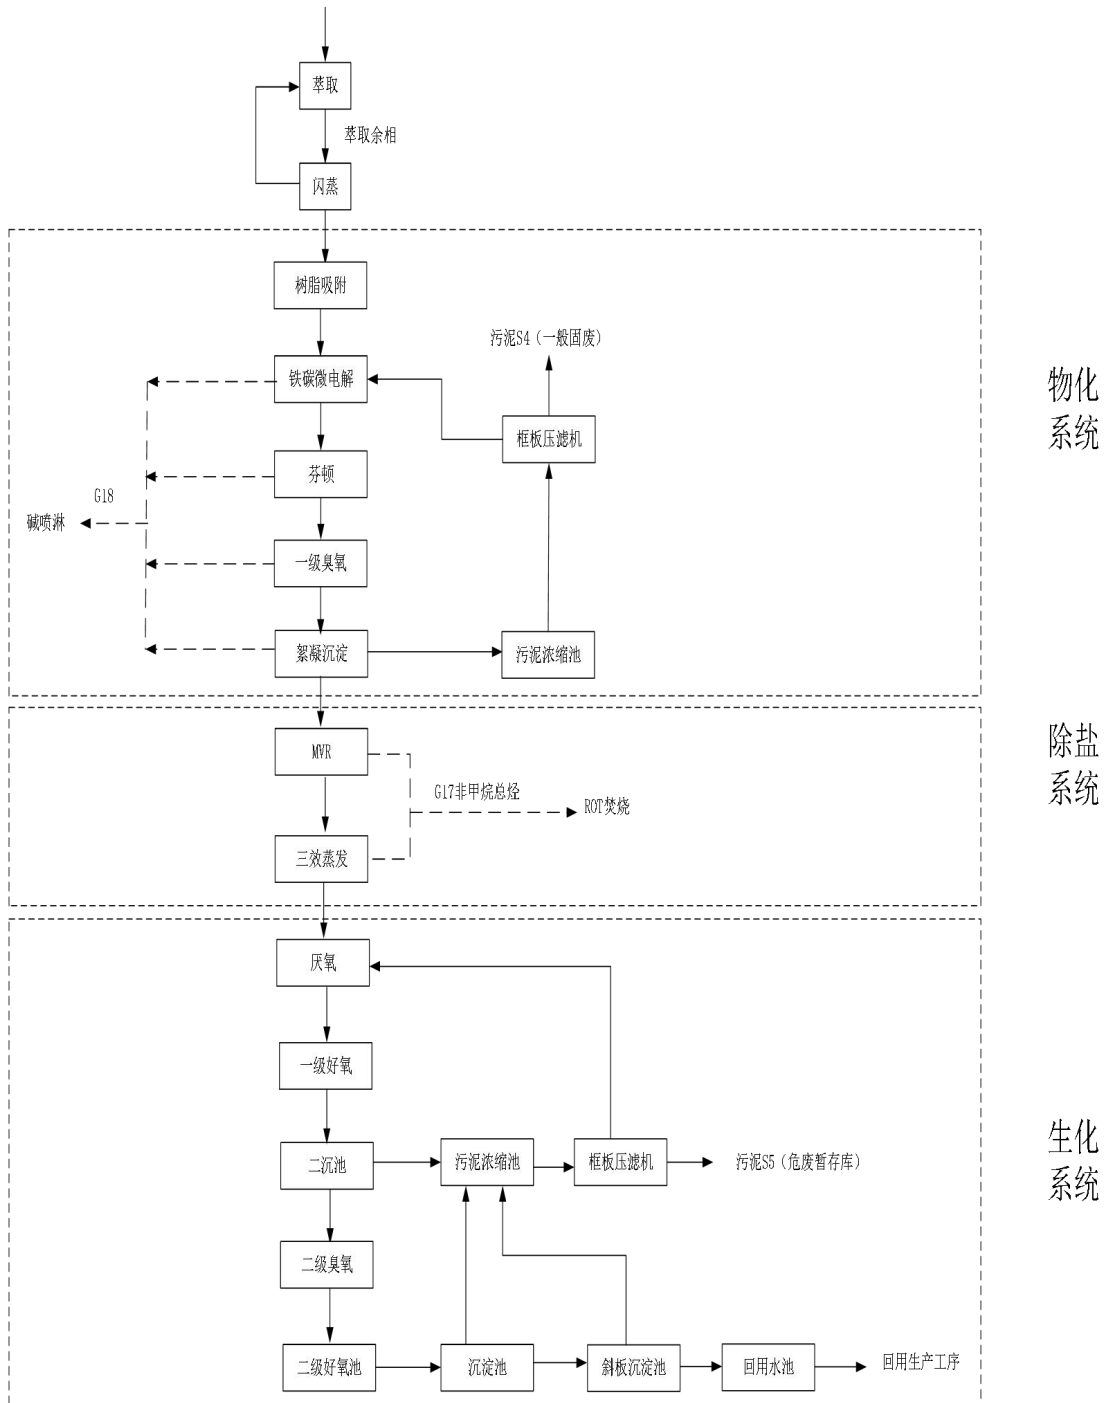 萃取
萃取余相
闪蒸
树脂吸附
污泥S4（一般固废）
铁碳微电解
物化
系统
框板压滤机
芬顿
G18
碱喷淋
一级臭氧
絮凝沉淀
污泥浓缩池
MVR
除盐
系统
G17非甲烷总烃
ROT焚烧
三效蒸发
厌氧
一级好氧
生化
系统
二沉池
污泥浓缩池
框板压滤机
污泥S5（危废暂存库）
二级臭氧
二级好氧池
沉淀池
斜板沉淀池
回用水池
回用生产工序